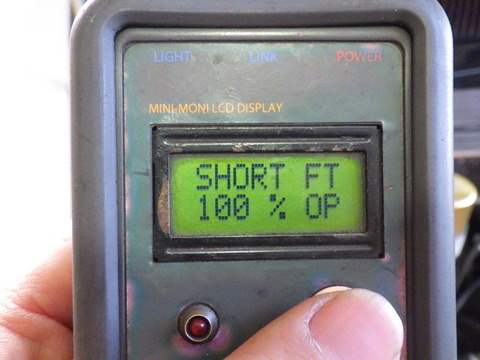 LIGHT LINK POWER
MINI-MONI LCD DISPLAY
SHORT FT
100 % OP